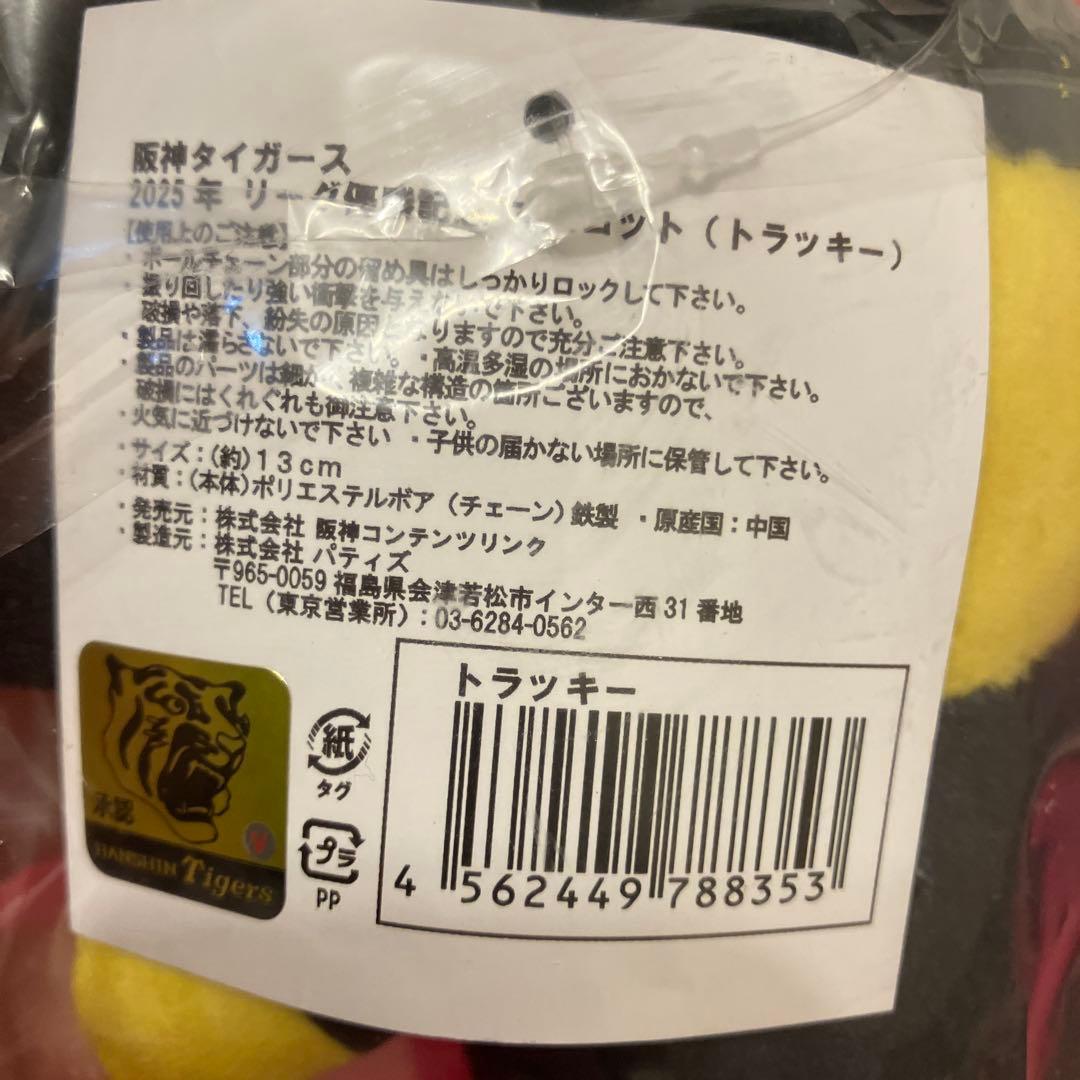 阪神タイガース
2025年 リーグ優勝記 コット(トラッキー)
【使用上のご注意】
・ボールチェーン部分の留め具はしっかりロックして下さい。
・振り回したり強い衝撃を与えないで下さい。
破損や落下、紛失の原因となりますので充分ご注意下さい。
・製品は濡らさないで下さい。・高温多湿の場所におかないで下さい。
・製品のパーツは細かく、複雑な構造の箇所ございますので、
破損にはくれぐれも御注意下さい。
・火気に近づけないで下さい ・子供の届かない場所に保管して下さい。
・サイズ:(約)13cm
・材質:(本体)ポリエステルボア (チェーン)鉄製 ・原産国:中国
・発売元:株式会社 阪神コンテンツリンク
・製造元:株式会社 パティズ
〒965-0059 福島県会津若松市インター西31番地
TEL(東京営業所):03-6284-0562
承認
HANSHIN Tigers
紙
タグ
プラ
PP
トラッキー
4 562449 788353